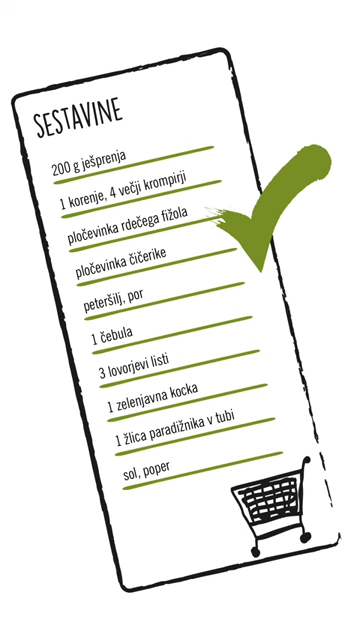 SESTAVINE
200 g ješprenja
1 korenje, 4 večji krompirji
pločevinka rdečega fižola
pločevinka čičerike
peteršilj, por
1 čebula
3 lovorjevi listi
1 zelenjavna kocka
1 žlica paradižnika v tubi
sol, poper